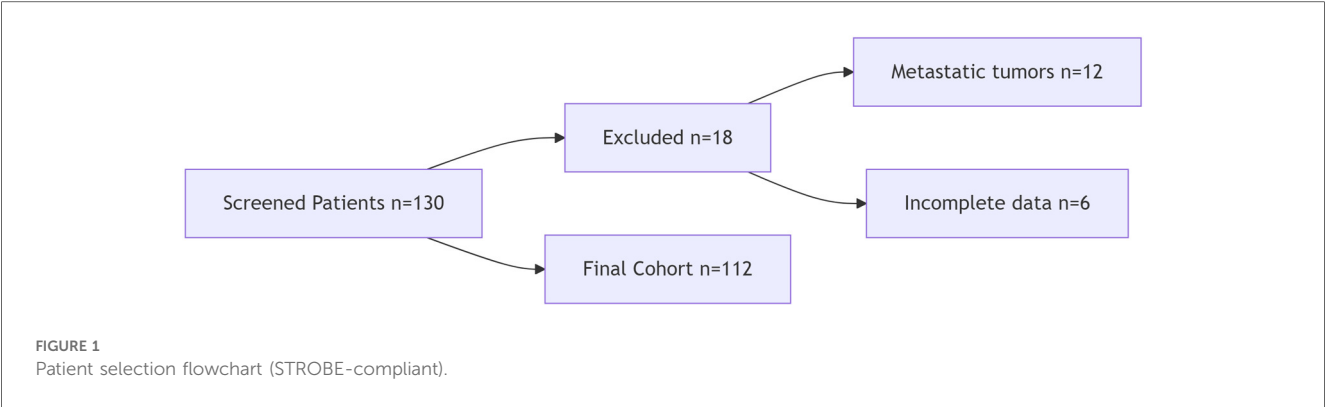 Metastatic tumors n=12
Excluded n=18
Screened Patients n=130
Incomplete data n=6
Final Cohort n=112
FIGURE 1
Patient selection flowchart (STROBE-compliant).